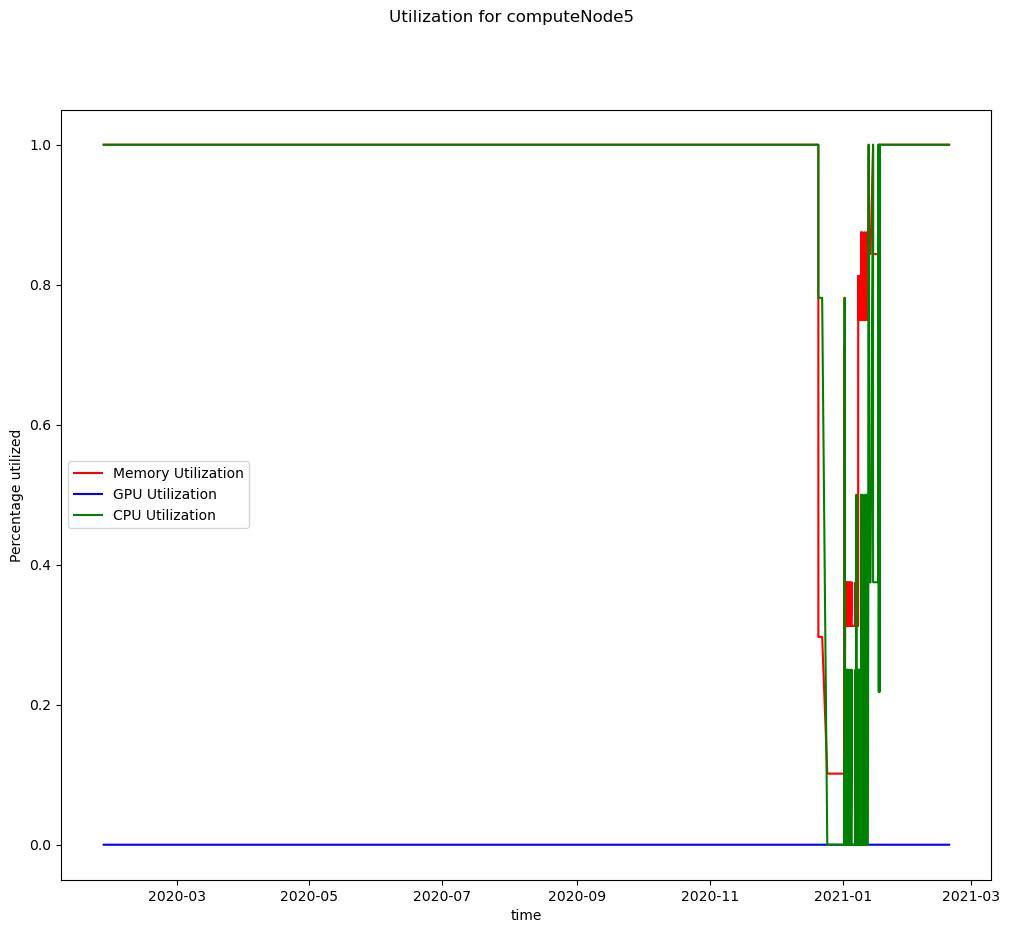 Utilization for computeNode5
1.0
0.8
0.6
0.4
0.2
0.0
Percentage utilized
Memory Utilization
GPU Utilization
CPU Utilization
2020-03 2020-05 2020-07 2020-09 2020-11 2021-01 2021-03
time